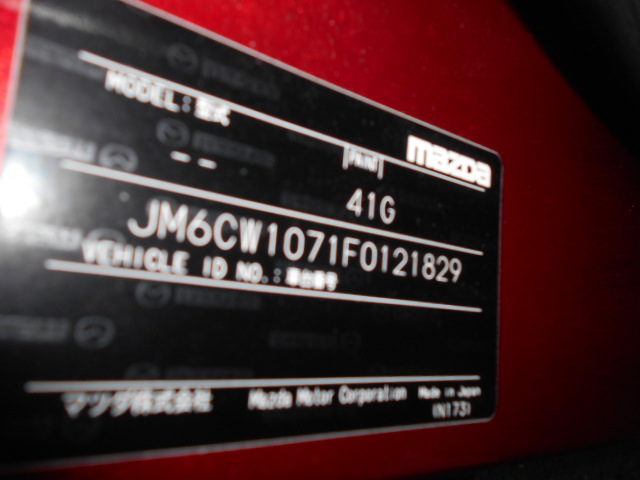 MODEL:型式
mazda
PAINT
--
41G
JM6CW1071F0121829
VEHICLE ID NO.:車台番号
マツダ株式会社 Mazda Motor Corporation Made in Japan
(N173)